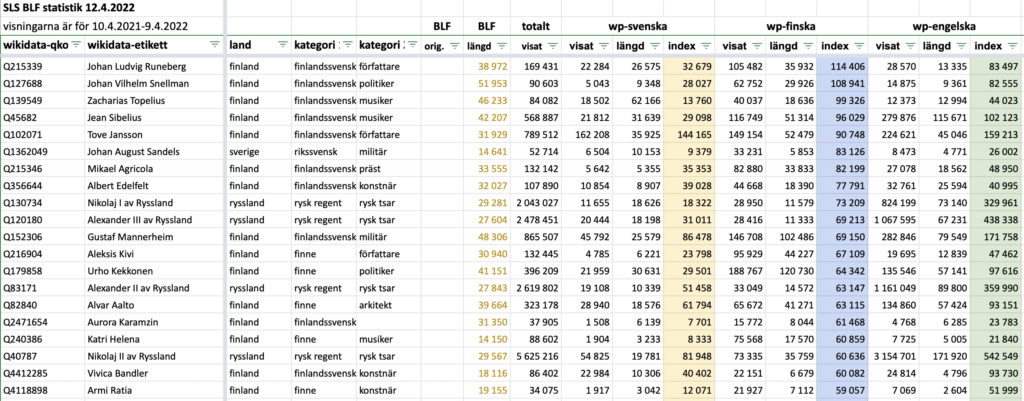 SLS BLF statistik 12.4.2022
visningarna är för 10.4.2021-9.4.2022 BLF BLF totalt wp-svenska wp-finska wp-engelska
wikidata-qko wikidata-etikett land kategori kategori orig. längd visat visat längd index visat längd index visat längd index
Q215339 Johan Ludvig Runeberg finland finlandssvensk författare 38 972 169 431 22 284 26 575 32 679 105 482 35 932 114 406 28 570 13 335 83 497
Q127688 Johan Vilhelm Snellman finland finlandssvensk politiker 51 953 90 603 5 043 9 348 28 027 62 752 29 926 108 941 14 875 9 361 82 555
Q139549 Zacharias Topelius finland finlandssvensk musiker 46 233 84 082 18 502 62 166 13 760 40 037 18 636 99 326 12 373 12 994 44 023
Q45682 Jean Sibelius finland finlandssvensk musiker 42 207 568 887 21 812 31 639 29 098 116 749 51 314 96 029 279 876 115 671 102 123
Q102071 Tove Jansson finland finlandssvensk författare 31 929 789 512 162 208 35 925 144 165 149 154 52 479 90 748 224 621 45 046 159 213
Q1362049 Johan August Sandels sverige rikssvensk militär 14 641 52 714 6 504 10 153 9 379 33 231 5 853 83 126 8 473 4 771 26 002
Q215346 Mikael Agricola finland finlandssvensk präst 33 555 132 142 5 642 5 355 35 353 82 880 33 833 82 199 27 078 18 562 48 950
Q356644 Albert Edelfelt finland finlandssvensk konstnär 32 027 107 890 10 854 8 907 39 028 44 668 18 390 77 791 32 761 25 594 40 995
Q130734 Nikolaj I av Ryssland ryssland rysk regent rysk tsar 29 281 2 043 027 11 655 18 626 18 322 28 950 11 579 73 209 824 199 73 140 329 961
Q120180 Alexander III av Ryssland ryssland rysk regent rysk tsar 27 604 2 478 451 20 444 18 198 31 011 28 416 11 333 69 213 1 067 595 67 231 438 338
Q152306 Gustaf Mannerheim finland finlandssvensk militär 48 306 865 507 45 792 25 579 86 478 146 708 102 486 69 150 282 846 79 549 171 758
Q216904 Aleksis Kivi finland finne författare 30 940 132 445 4 785 6 221 23 798 95 929 44 227 67 109 19 695 12 839 47 462
Q179858 Urho Kekkonen finland finne politiker 41 151 396 209 21 959 30 631 29 501 188 767 120 730 64 342 135 546 57 141 97 616
Q83171 Alexander II av Ryssland ryssland rysk regent rysk tsar 27 843 2 619 802 19 108 10 339 51 458 33 049 14 572 63 147 1 161 049 89 800 359 990
Q82840 Alvar Aalto finland finne arkitekt 39 664 323 178 28 940 18 576 61 794 65 672 41 271 63 115 134 860 57 424 93 151
Q2471654 Aurora Karamzin finland finlandssvensk 31 350 37 905 1 508 6 139 7 701 15 772 8 044 61 468 4 768 6 285 23 783
Q240386 Katri Helena finland finne musiker 14 150 88 602 1 904 3 233 8 333 75 568 17 570 60 859 7 725 5 005 21 840
Q40787 Nikolaj II av Ryssland ryssland rysk regent rysk tsar 29 567 5 625 216 54 825 19 781 81 948 73 335 35 759 60 636 3 154 701 171 920 542 549
Q4412285 Vivica Bandler finland finlandssvensk konstnär 18 116 86 402 22 984 10 306 40 402 22 151 6 679 60 082 24 814 4 796 93 730
Q4118898 Armi Ratia finland finne konstnär 19 155 34 075 1 917 3 042 12 071 21 927 7 112 59 057 7 069 2 604 51 999